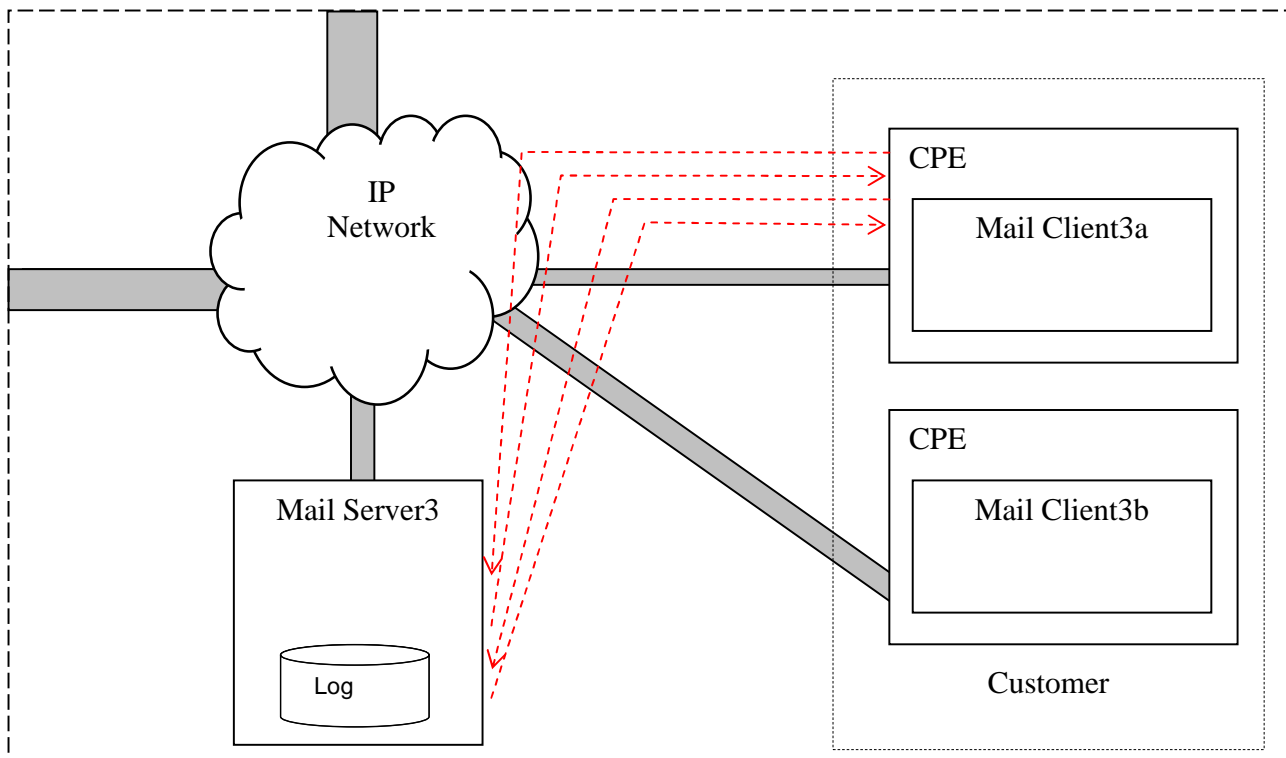 CPE
IP
Network
Mail Client3a
CPE
Mail Server3
Mail Client3b
Log
Customer